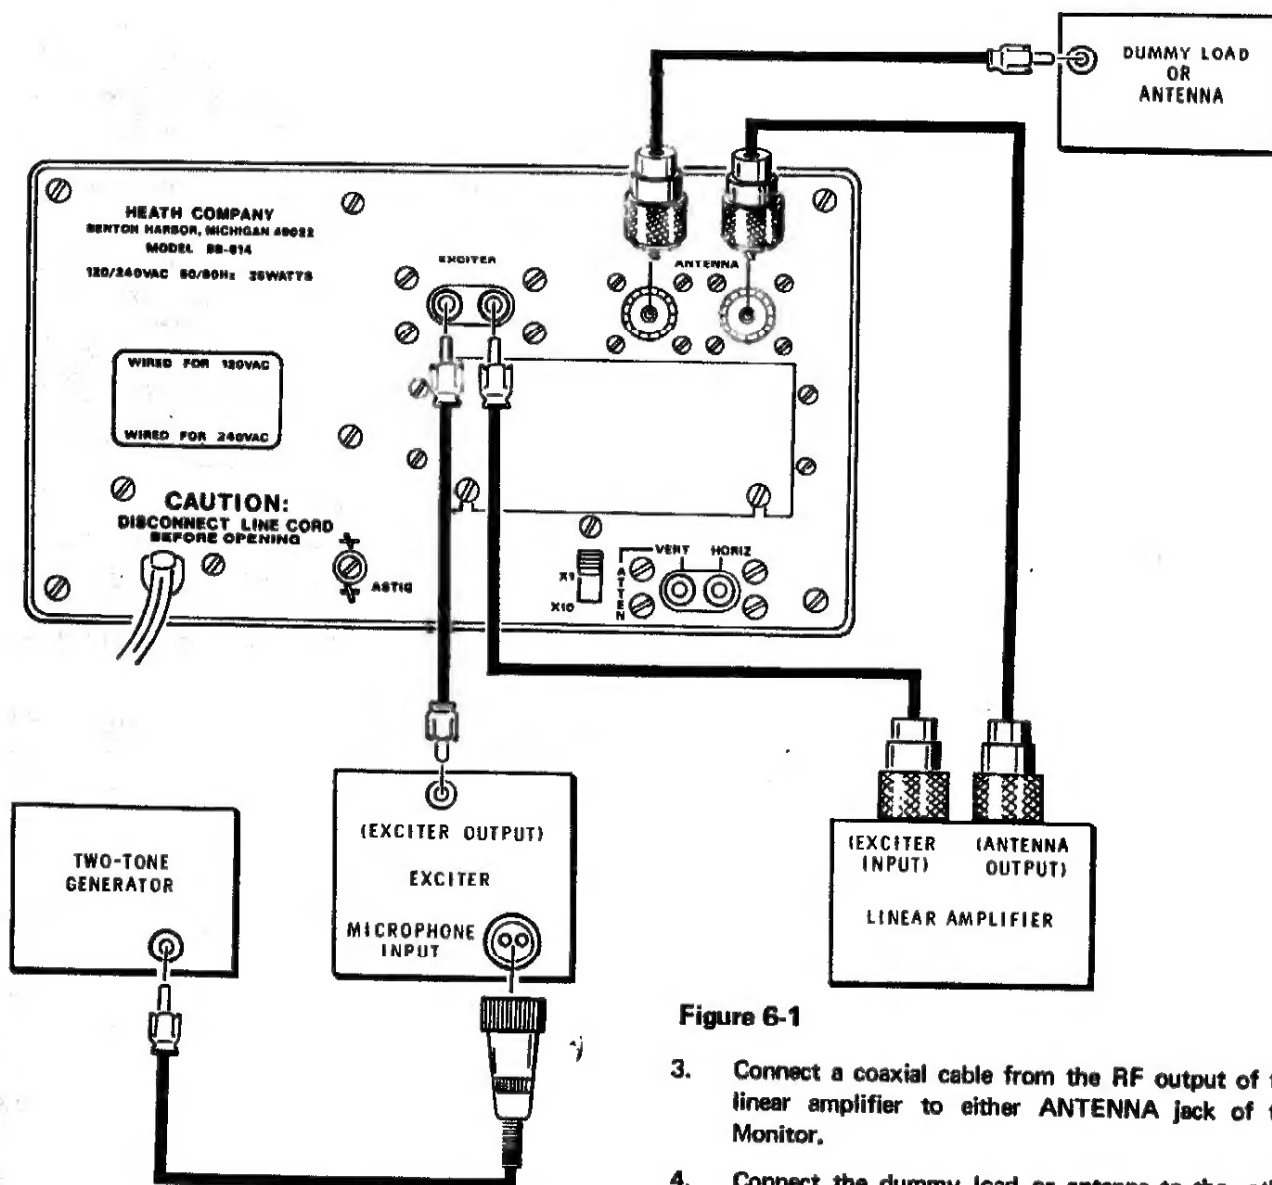 DUMMY LOAD
OR
ANTENNA
HEATH COMPANY
BENTON HARBOR, MICHIGAN 49022
MODEL SB-614
120/240VAC 50/60Hz 35WATTS
EXCITER
ANTENNA
WIRED FOR 120VAC
WIRED FOR 240VAC
CAUTION:
DISCONNECT LINE CORD
BEFORE OPENING
ASTIG
X1
X10
ATTEN
VERT HORIZ
(EXCITER OUTPUT)
EXCITER
MICROPHONE
INPUT
TWO-TONE
GENERATOR
(EXCITER
INPUT)
(ANTENNA
OUTPUT)
LINEAR AMPLIFIER
Figure 6-1
3. Connect a coaxial cable from the RF output of
linear amplifier to either ANTENNA jack of
Monitor.
4. Connect the dummy load or antenna to the